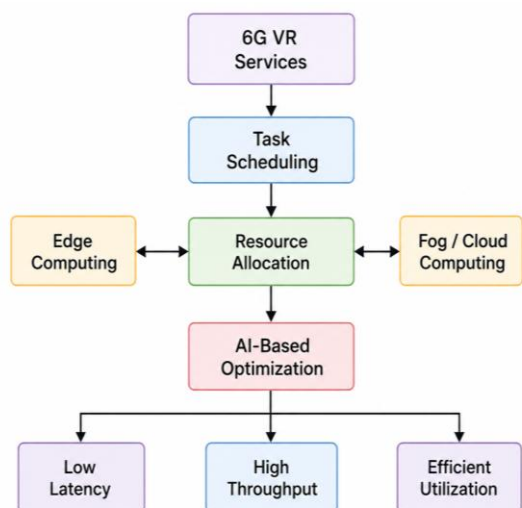 6G VR
Services
Task
Scheduling
Edge
Computing
Resource
Allocation
Fog / Cloud
Computing
AI-Based
Optimization
Low
Latency
High
Throughput
Efficient
Utilization